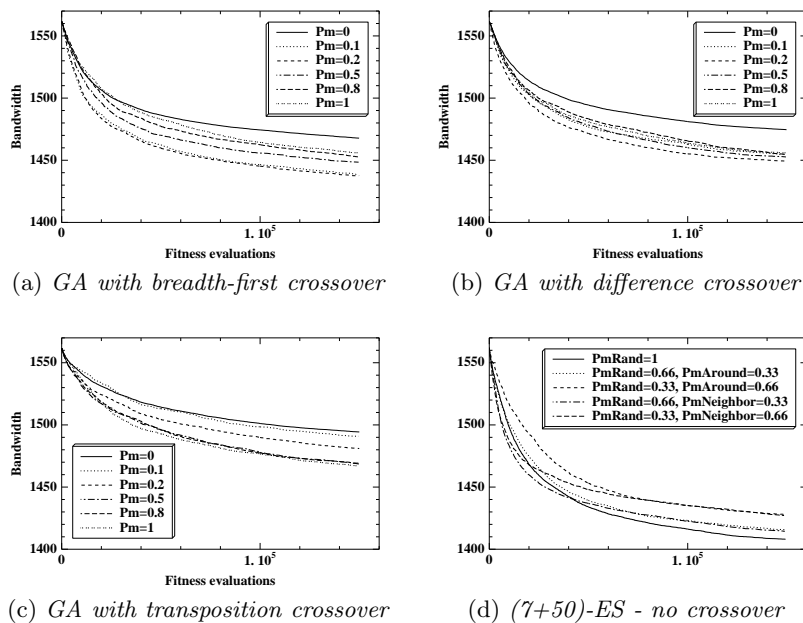 1550
1500
1450
1400
Bandwidth
Pm=0
Pm=0.1
Pm=0.2
Pm=0.5
Pm=0.8
Pm=1
0
1. 10⁵
Fitness evaluations
(a) GA with breadth-first crossover
1550
1500
1450
1400
Bandwidth
Pm=0
Pm=0.1
Pm=0.2
Pm=0.5
Pm=0.8
Pm=1
0
1. 10⁵
Fitness evaluations
(b) GA with difference crossover
1550
1500
1450
1400
Bandwidth
Pm=0
Pm=0.1
Pm=0.2
Pm=0.5
Pm=0.8
Pm=1
0
1. 10⁵
Fitness evaluations
(c) GA with transposition crossover
1550
1500
1450
1400
Bandwidth
PmRand=1
PmRand=0.66, PmAround=0.33
PmRand=0.33, PmAround=0.66
PmRand=0.66, PmNeighbor=0.33
PmRand=0.33, PmNeighbor=0.66
0
1. 10⁵
Fitness evaluations
(d) (7+50)-ES - no crossover